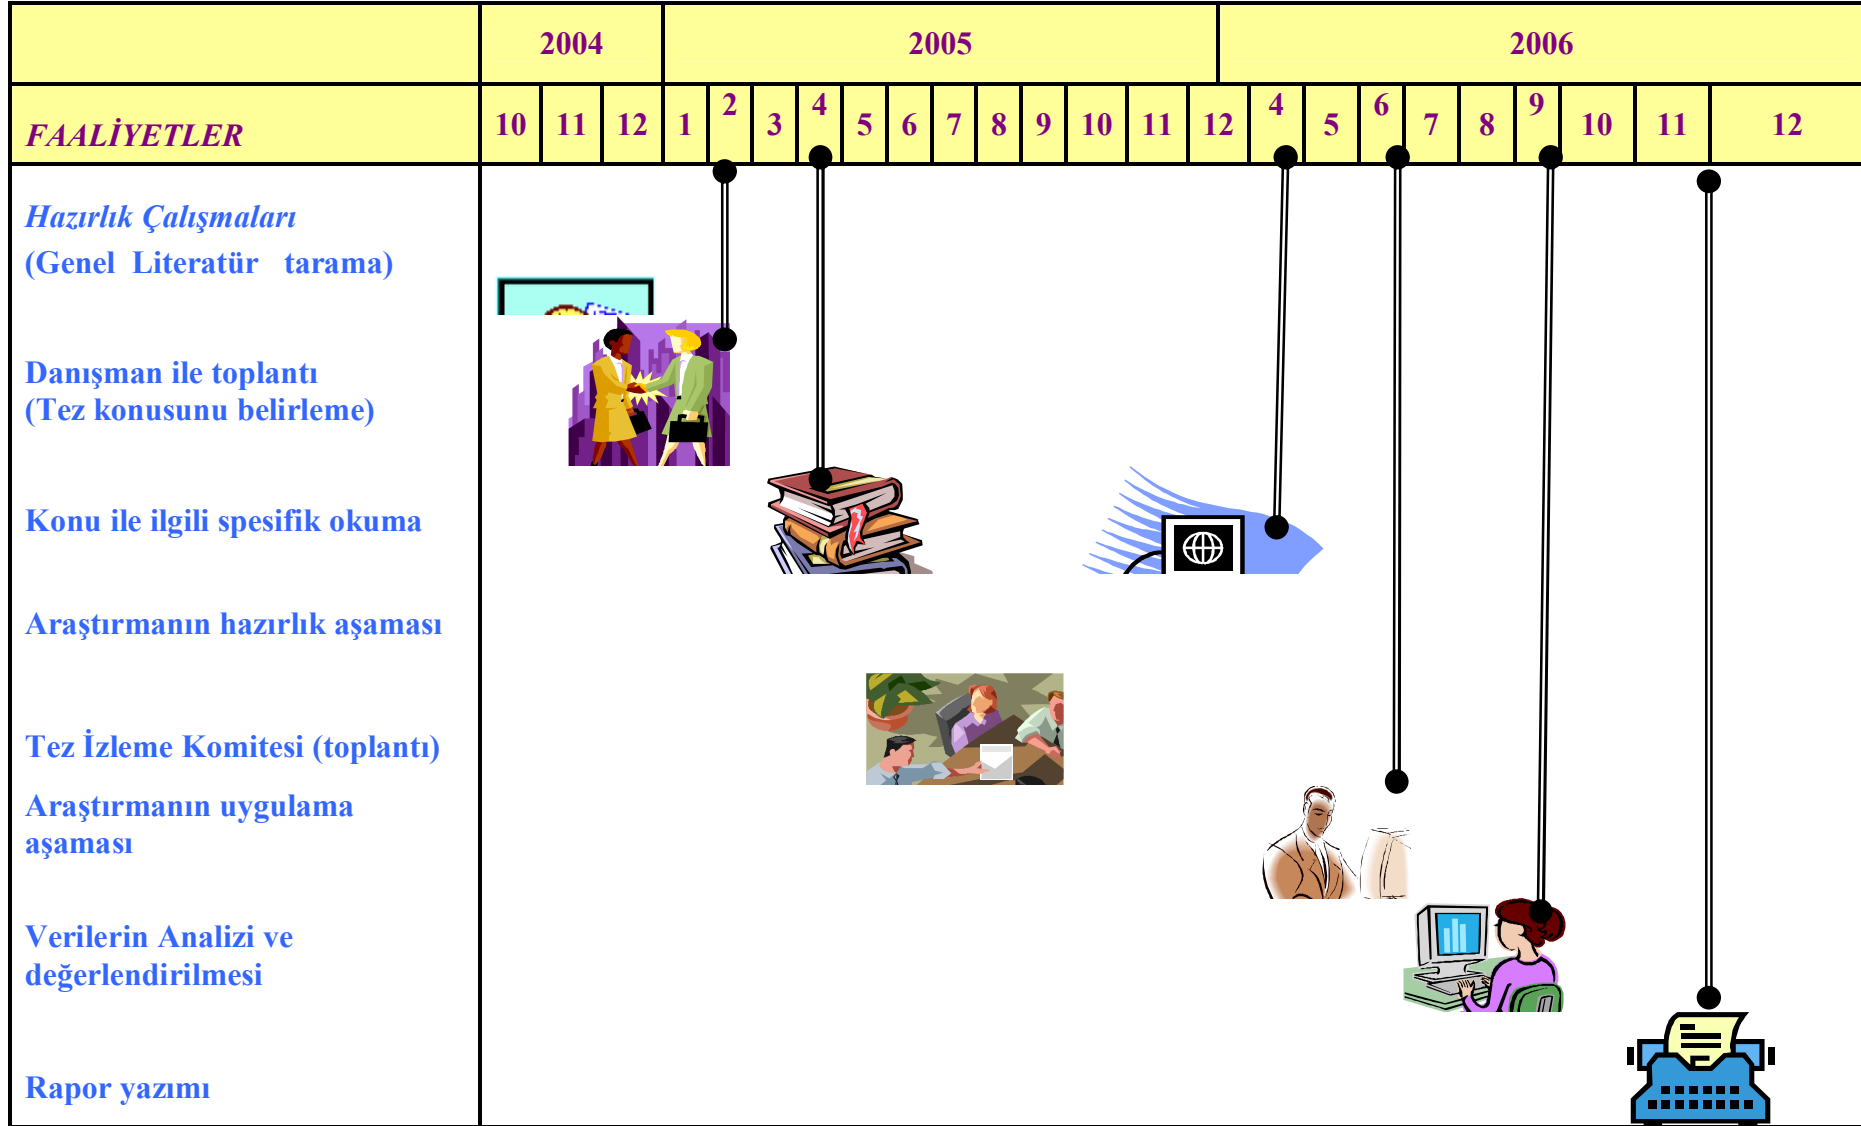 2004 2005 2006
FAALİYETLER 10 11 12 1 2 3 4 5 6 7 8 9 10 11 12 4 5 6 7 8 9 10 11 12
Hazırlık Çalışmaları
(Genel Literatür tarama)
Danışman ile toplantı
(Tez konusunu belirleme)
Konu ile ilgili spesifik okuma
Araştırmanın hazırlık aşaması
Tez İzleme Komitesi (toplantı)
Araştırmanın uygulama
aşaması
Verilerin Analizi ve
değerlendirilmesi
Rapor yazımı